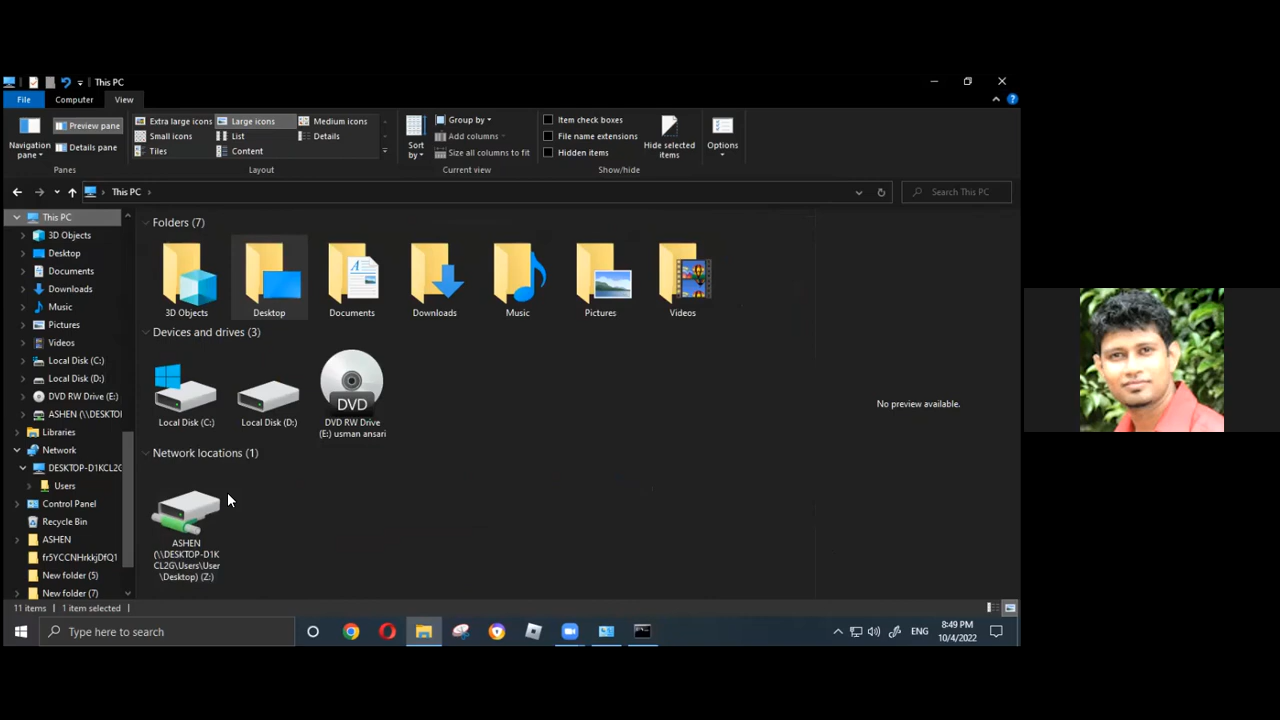 This PC
File Computer View
Navigation pane
Preview pane
Details pane
Panes
Extra large icons Large icons Medium icons
Small icons List Details
Tiles Content
Layout
Sort by
Group by
Add columns
Size all columns to fit
Current view
Item check boxes
File name extensions
Hidden items
Hide selected items
Show/hide
Options
This PC
Search This PC
This PC
3D Objects
Desktop
Documents
Downloads
Music
Pictures
Videos
Local Disk (C:)
Local Disk (D:)
DVD RW Drive (E:)
ASHEN (\\DESKTOP
Libraries
Network
DESKTOP-D1KCL2G
Users
Control Panel
Recycle Bin
ASHEN
fr5YCCNHrkkjDfQ1
New folder (5)
New folder (7)
Folders (7)
3D Objects
Desktop
Documents
Downloads
Music
Pictures
Videos
Devices and drives (3)
Local Disk (C:)
Local Disk (D:)
DVD
DVD RW Drive
(E:) usman ansari
Network locations (1)
ASHEN
(\\DESKTOP-D1K
CL2G\Users\User
\Desktop) (Z:)
No preview available.
11 items 1 item selected
Type here to search
ENG
8:49 PM
10/4/2022